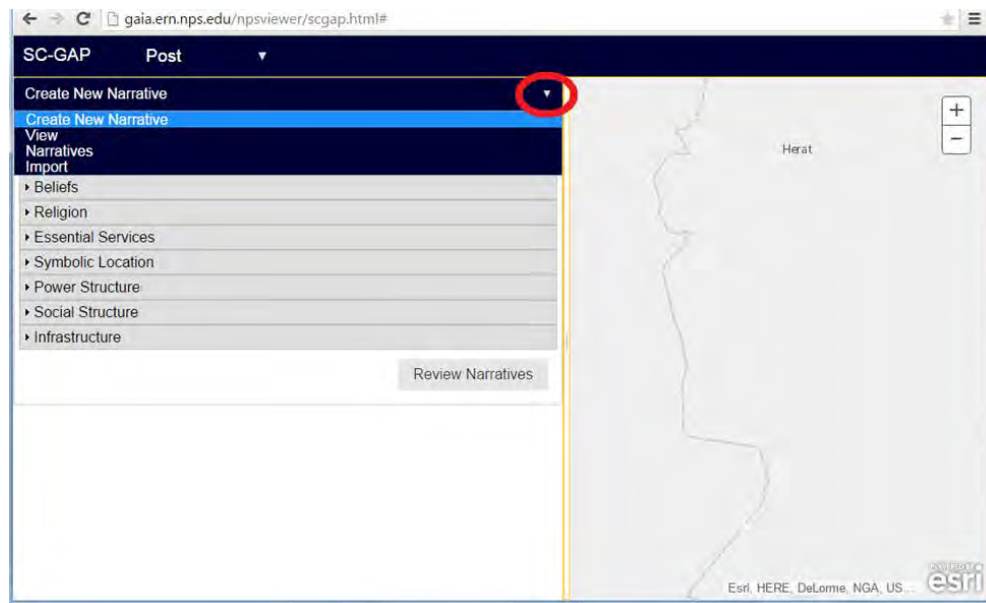 gaia.ern.nps.edu/npsviewer/scgap.html#
SC-GAP Post
Create New Narrative
Create New Narrative
View
Narratives
Import
Beliefs
Religion
Essential Services
Symbolic Location
Power Structure
Social Structure
Infrastructure
Review Narratives
+
−
Herat
Esri, HERE, DeLorme, NGA, US...
esri